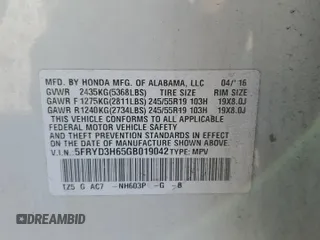 MFD. BY HONDA MFG. OF ALABAMA, LLC 04/'16
GVWR 2435KG(5368LBS) TIRE SIZE RIM SIZE
GAWR F 1275KG(2811LBS) 245/55R19 103H 19X8.0J
GAWR R 1240KG(2734LBS) 245/55R19 103H 19X8.0J
THIS VEHICLE CONFORMS TO ALL APPLICABLE
FEDERAL MOTOR VEHICLE SAFETY AND THEFT
PREVENTION STANDARDS IN EFFECT ON THE
DATE OF MANUFACTURE SHOWN ABOVE.
V.I.N. 5FRYD3H65GB019042 TYPE: MPV
TZ5 G AC7 -NH603P -G -B